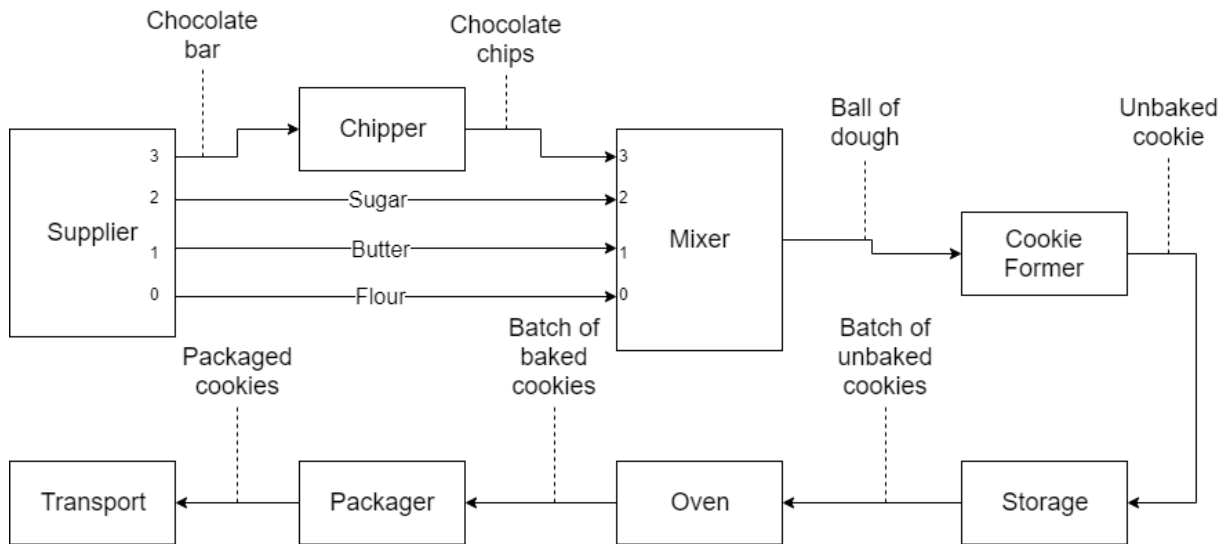 Chocolate
bar
Chocolate
chips
Chipper
Ball of
dough
Unbaked
cookie
Supplier
3
2
1
0
Sugar
Butter
Flour
3
2
1
0
Mixer
Cookie
Former
Packaged
cookies
Batch of
baked
cookies
Batch of
unbaked
cookies
Transport
Packager
Oven
Storage